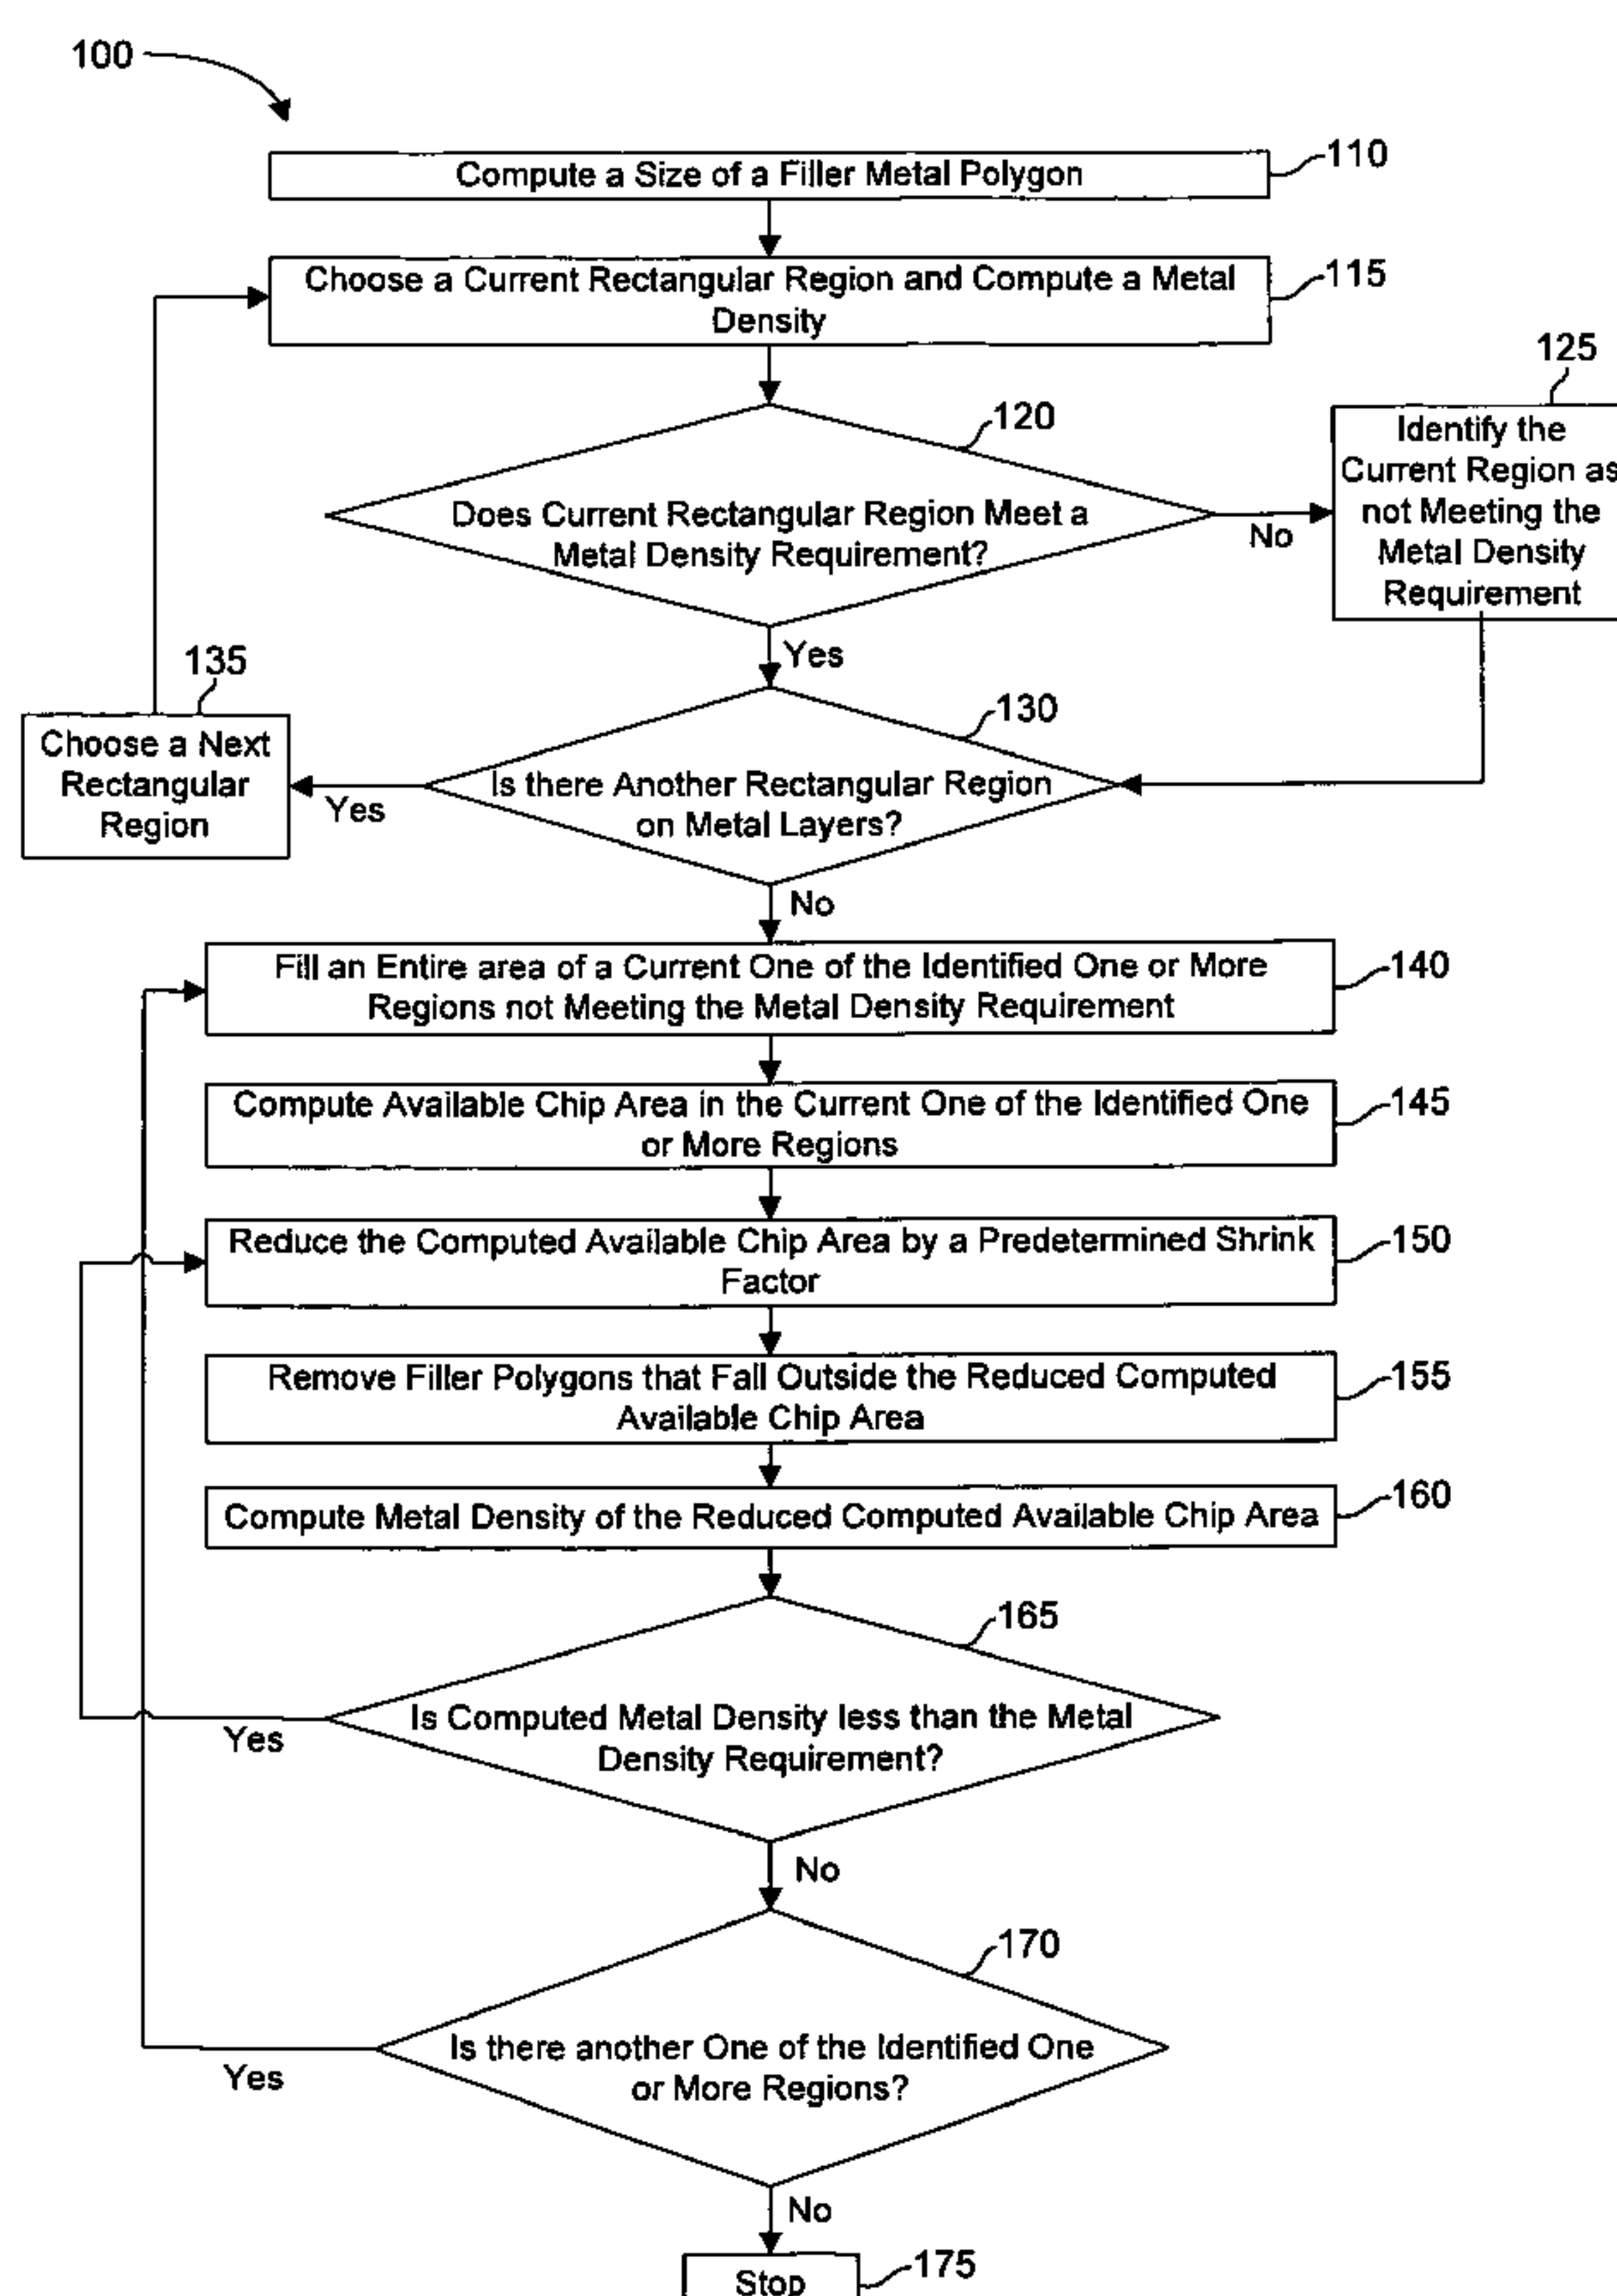 100
Compute a Size of a Filler Metal Polygon
110
Choose a Current Rectangular Region and Compute a Metal
Density
115
120
Does Current Rectangular Region Meet a
Metal Density Requirement?
No
125
Identify the
Current Region as
not Meeting the
Metal Density
Requirement
Yes
130
Is there Another Rectangular Region
on Metal Layers?
Yes
135
Choose a Next
Rectangular
Region
No
Fill an Entire area of a Current One of the Identified One or More
Regions not Meeting the Metal Density Requirement
140
Compute Available Chip Area in the Current One of the Identified One
or More Regions
145
Reduce the Computed Available Chip Area by a Predetermined Shrink
Factor
150
Remove Filler Polygons that Fall Outside the Reduced Computed
Available Chip Area
155
Compute Metal Density of the Reduced Computed Available Chip Area
160
165
Is Computed Metal Density less than the Metal
Density Requirement?
Yes
No
170
Is there another One of the Identified One
or More Regions?
Yes
No
Stop
175